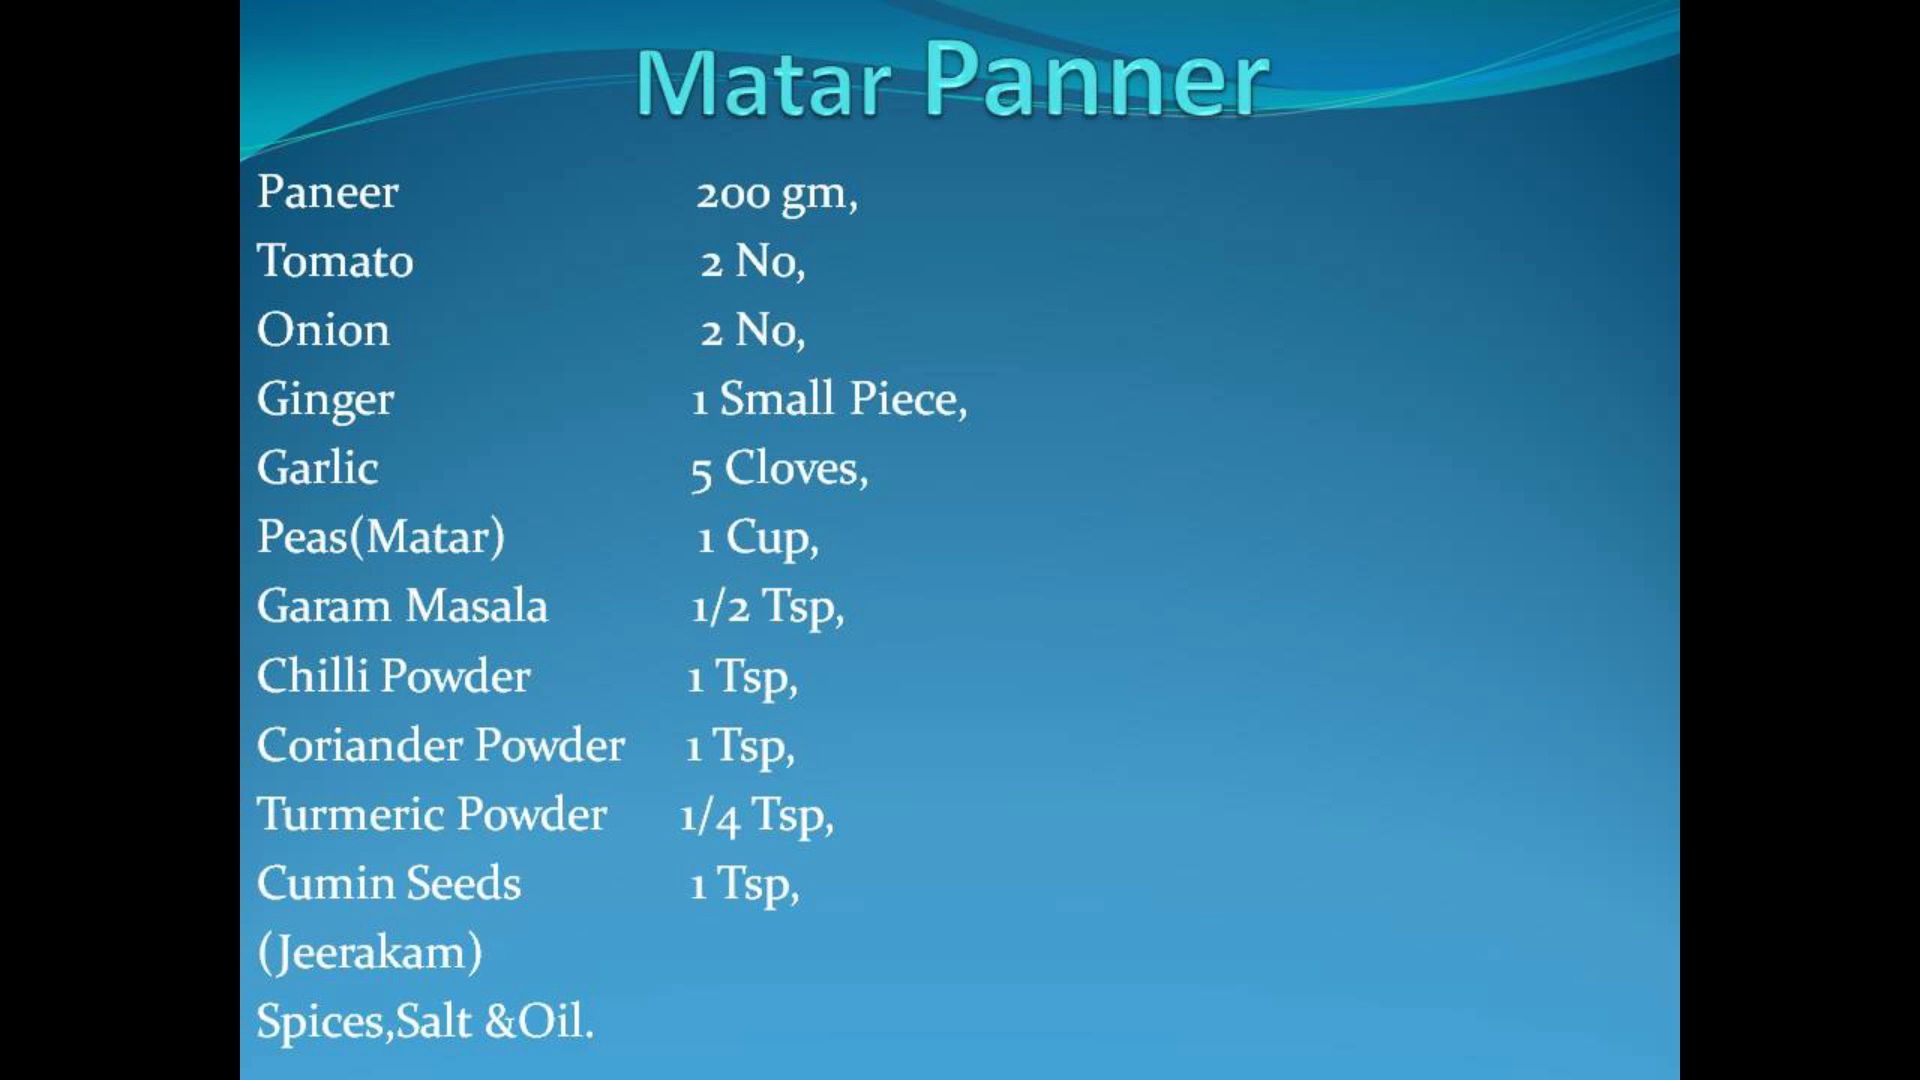 Matar Panner
Paneer 200 gm,
Tomato 2 No,
Onion 2 No,
Ginger 1 Small Piece,
Garlic 5 Cloves,
Peas(Matar) 1 Cup,
Garam Masala 1/2 Tsp,
Chilli Powder 1 Tsp,
Coriander Powder 1 Tsp,
Turmeric Powder 1/4 Tsp,
Cumin Seeds 1 Tsp,
(Jeerakam)
Spices,Salt &Oil.